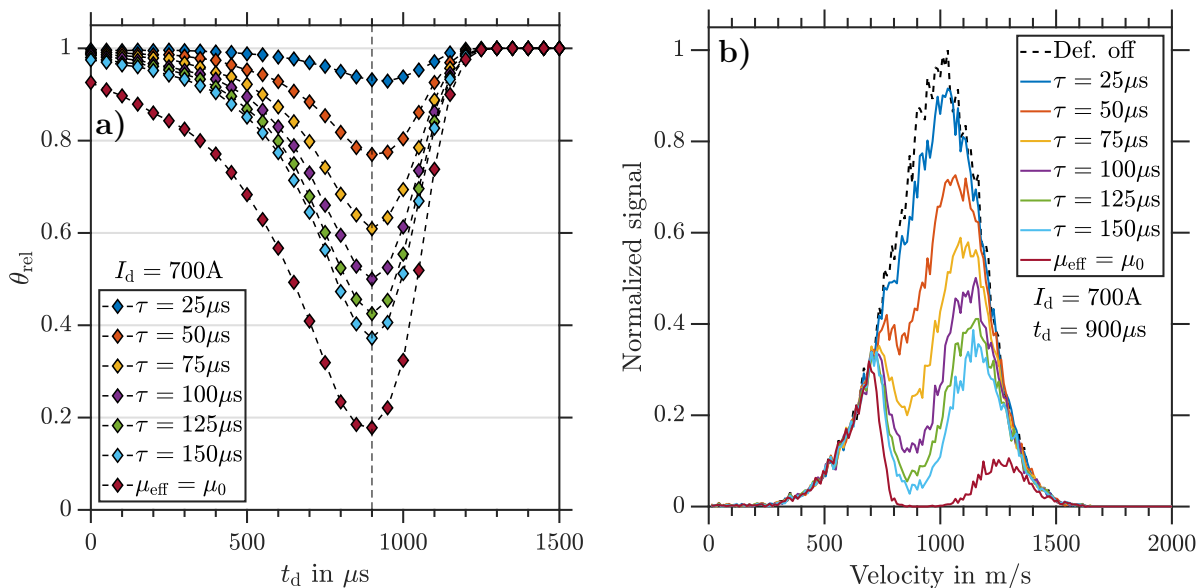 a)
1
0.8
0.6
0.4
0.2
0
θrel
Id = 700A
τ = 25μs
τ = 50μs
τ = 75μs
τ = 100μs
τ = 125μs
τ = 150μs
μeff = μ0
0 500 1000 1500
td in μs
b)
1
0.8
0.6
0.4
0.2
0
Normalized signal
Def. off
τ = 25μs
τ = 50μs
τ = 75μs
τ = 100μs
τ = 125μs
τ = 150μs
μeff = μ0
Id = 700A
td = 900μs
0 500 1000 1500 2000
Velocity in m/s